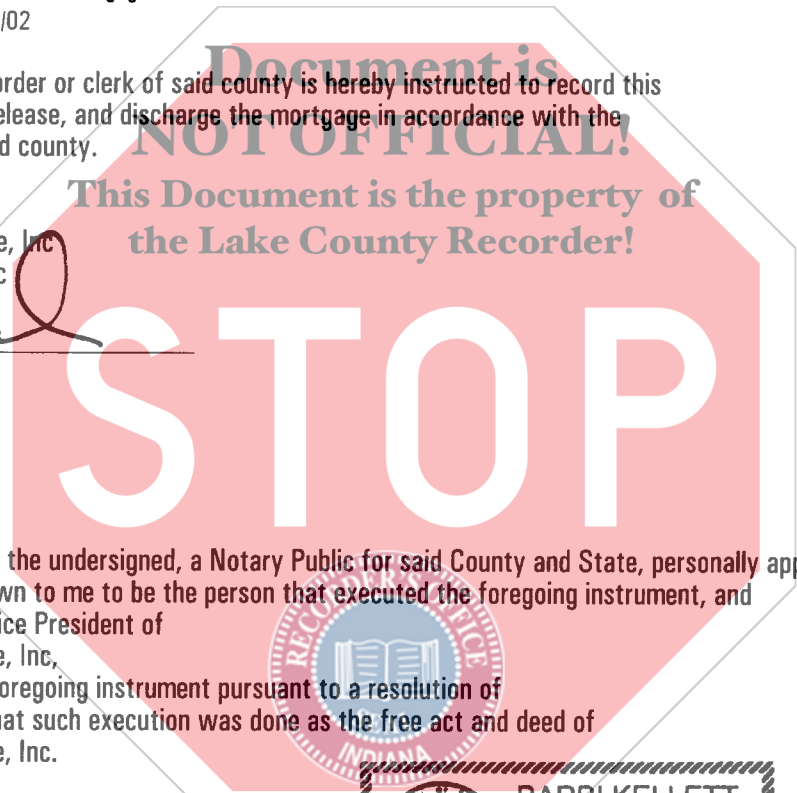 /02
Document is
order or clerk of said county is hereby instructed to record this
elease, and discharge the mortgage in accordance with the
NOT OFFICIAL!
d county.
This Document is the property of
e, Inc
the Lake County Recorder!
c
STOP
the undersigned, a Notary Public for said County and State, personally app
wn to me to be the person that executed the foregoing instrument, and
ice President of
e, Inc,
oregoing instrument pursuant to a resolution of
hat such execution was done as the free act and deed of
e, Inc.
RECORDER'S OFFICE
INDIANA